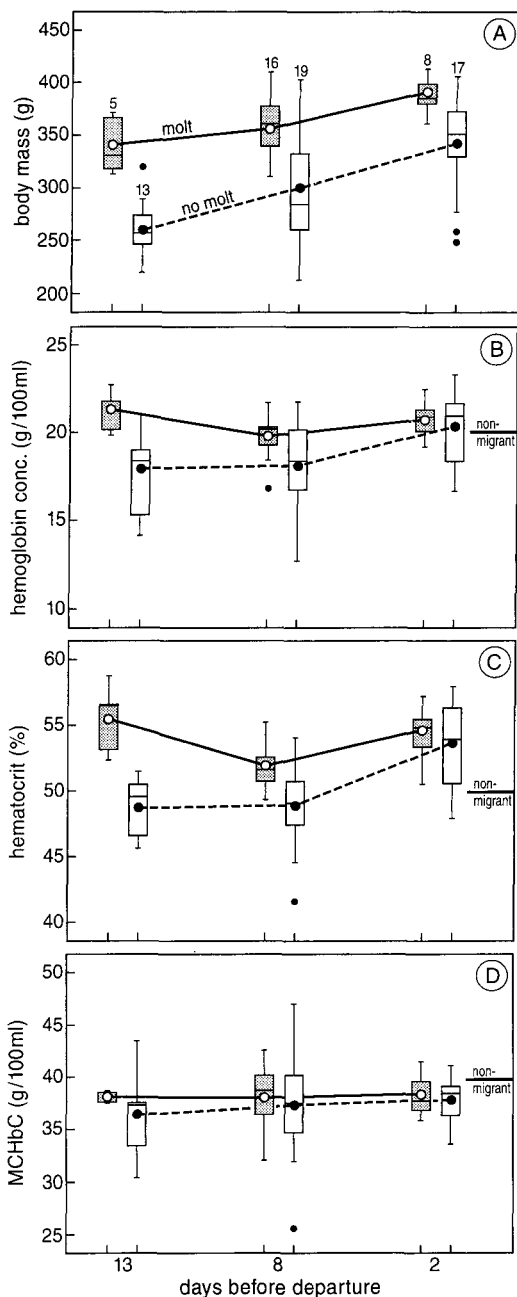 A
body mass (g)
400
350
300
250
200
5
16
8
molt
13
19
17
no molt
B
hemoglobin conc. (g/100ml)
25
20
15
10
non-
migrant
C
hematocrit (%)
60
55
50
45
40
non-
migrant
D
MCHbC (g/100ml)
50
45
40
35
30
25
non-
migrant
13
8
2
days before departure